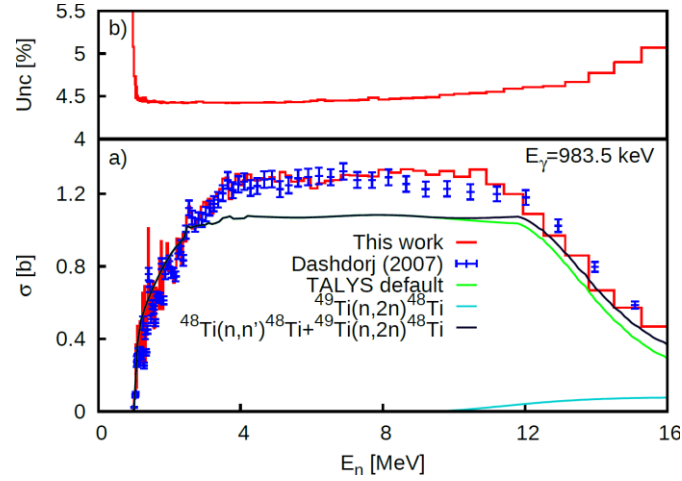 5.5
b)
5
4.5
4
Unc [%]
a)
Eγ=983.5 keV
1.2
0.8
0.4
0
σ [b]
This work
Dashdorj (2007)
TALYS default
⁴⁹Ti(n,2n)⁴⁸Ti
⁴⁸Ti(n,n')⁴⁸Ti+⁴⁹Ti(n,2n)⁴⁸Ti
0 4 8 12 16
Eₙ [MeV]